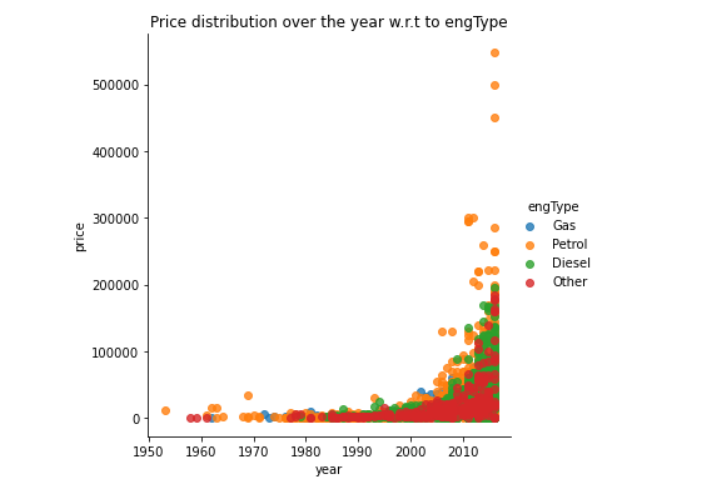 Price distribution over the year w.r.t to engType
500000
400000
300000
200000
100000
0
price
1950 1960 1970 1980 1990 2000 2010
year
engType
Gas
Petrol
Diesel
Other